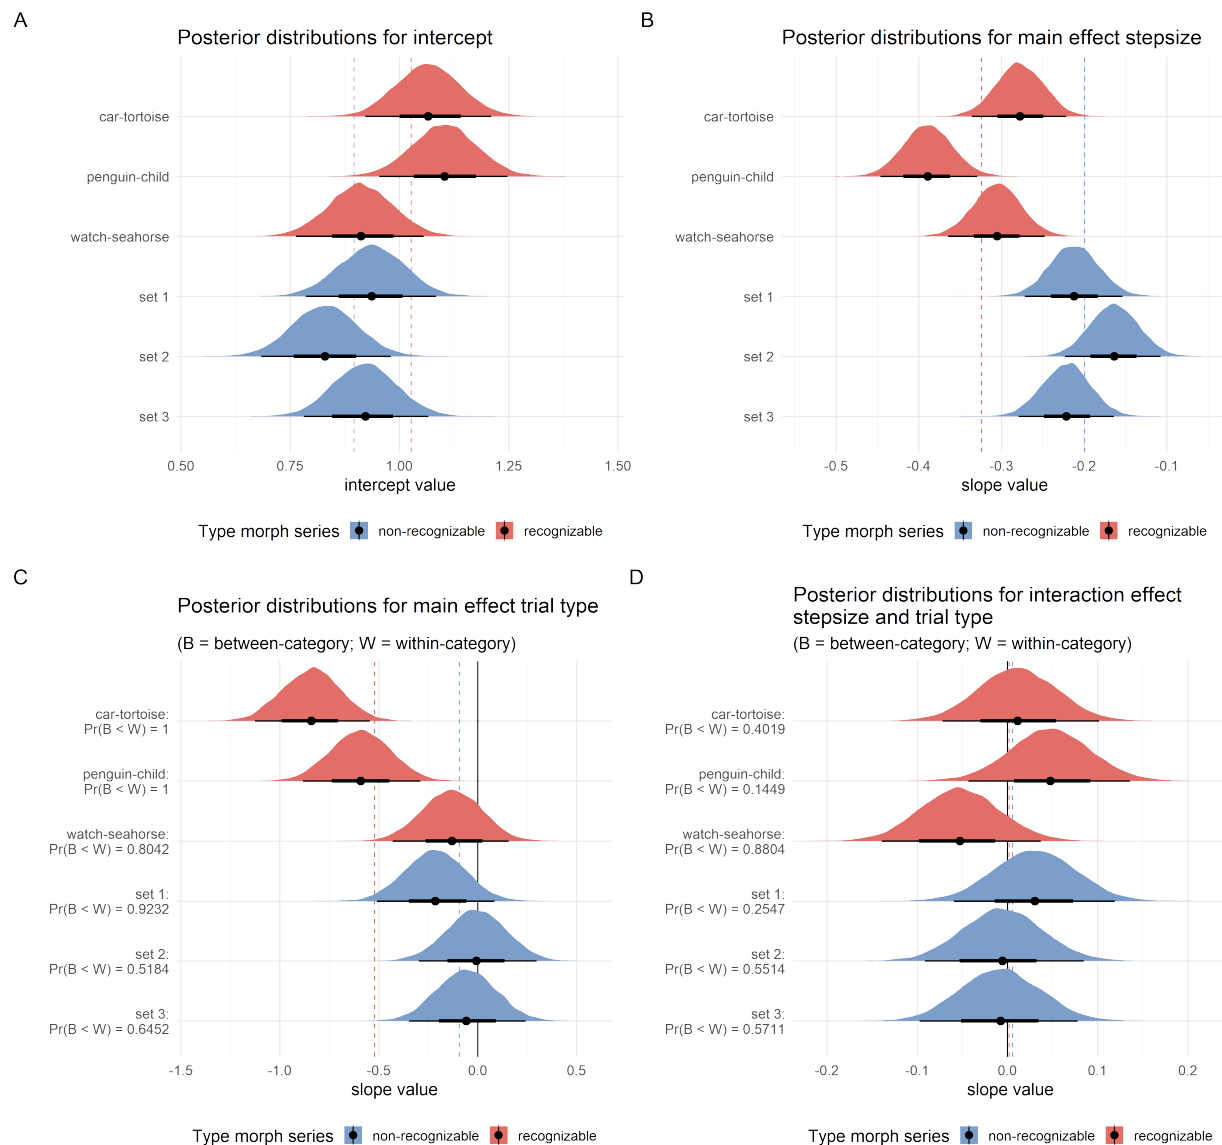 A
Posterior distributions for intercept
car-tortoise
penguin-child
watch-seahorse
set 1
set 2
set 3
0.50 0.75 1.00 1.25 1.50
intercept value
Type morph series non-recognizable recognizable
B
Posterior distributions for main effect stepsize
car-tortoise
penguin-child
watch-seahorse
set 1
set 2
set 3
-0.5 -0.4 -0.3 -0.2 -0.1
slope value
Type morph series non-recognizable recognizable
C
Posterior distributions for main effect trial type
(B = between-category; W = within-category)
car-tortoise:
Pr(B < W) = 1
penguin-child:
Pr(B < W) = 1
watch-seahorse:
Pr(B < W) = 0.8042
set 1:
Pr(B < W) = 0.9232
set 2:
Pr(B < W) = 0.5184
set 3:
Pr(B < W) = 0.6452
-1.5 -1.0 -0.5 0.0 0.5
slope value
Type morph series non-recognizable recognizable
D
Posterior distributions for interaction effect
stepsize and trial type
(B = between-category; W = within-category)
car-tortoise:
Pr(B < W) = 0.4019
penguin-child:
Pr(B < W) = 0.1449
watch-seahorse:
Pr(B < W) = 0.8804
set 1:
Pr(B < W) = 0.2547
set 2:
Pr(B < W) = 0.5514
set 3:
Pr(B < W) = 0.5711
-0.2 -0.1 0.0 0.1 0.2
slope value
Type morph series non-recognizable recognizable